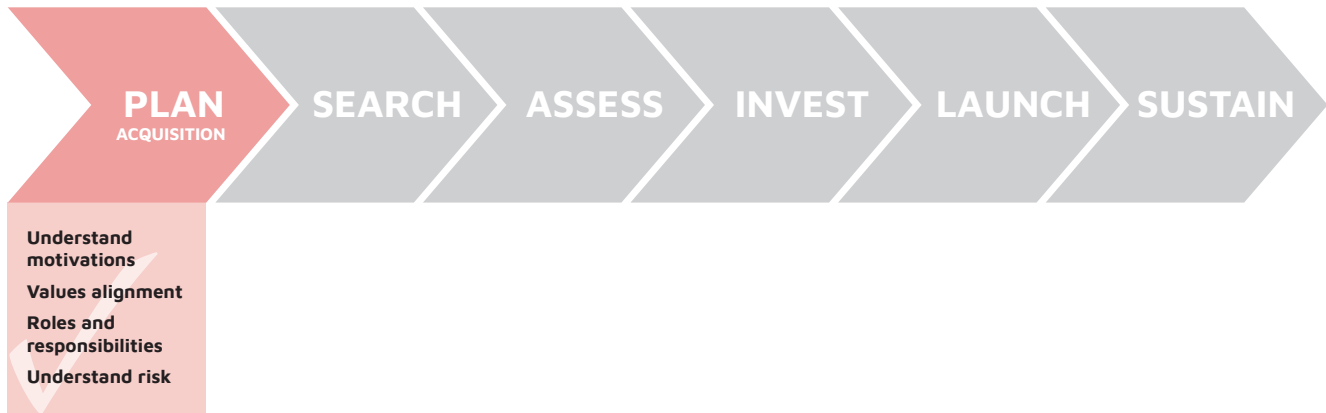 PLAN
ACQUISITION
SEARCH
ASSESS
INVEST
LAUNCH
SUSTAIN
Understand
motivations
Values alignment
Roles and
responsibilities
Understand risk